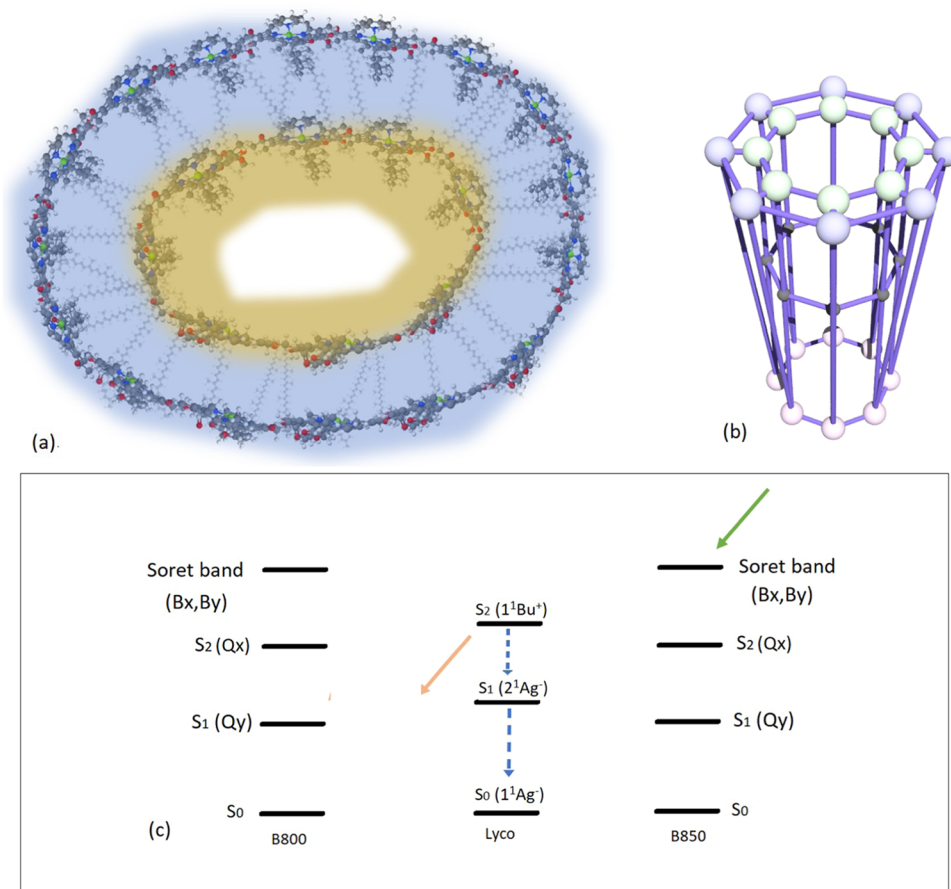 (a).
(b)
Soret band
(Bx,By)
S2 (Qx)
S1 (Qy)
S0
B800
(c)
S2 (1¹Bu⁺)
S1 (2¹Ag⁻)
S0 (1¹Ag⁻)
Lyco
Soret band
(Bx,By)
S2 (Qx)
S1 (Qy)
S0
B850